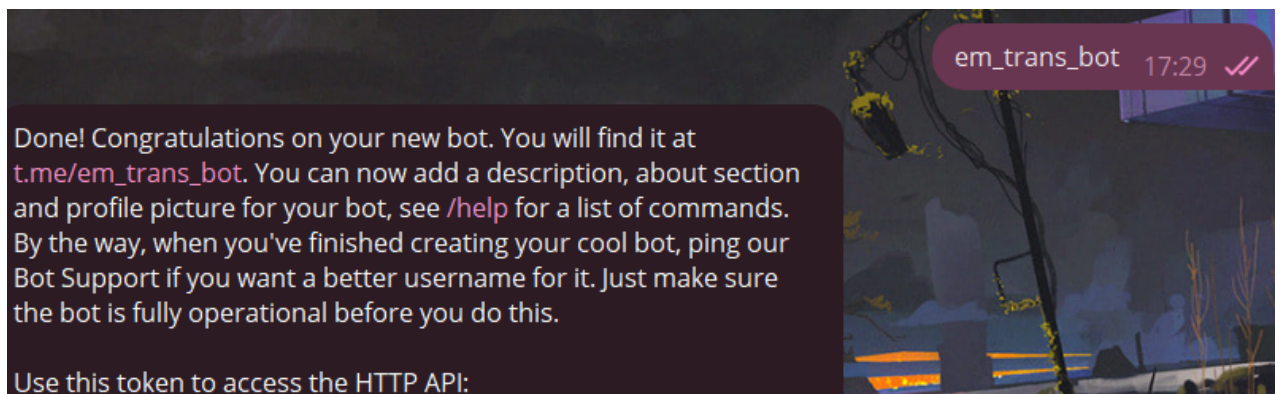 em_trans_bot 17:29
Done! Congratulations on your new bot. You will find it at
t.me/em_trans_bot. You can now add a description, about section
and profile picture for your bot, see /help for a list of commands.
By the way, when you've finished creating your cool bot, ping our
Bot Support if you want a better username for it. Just make sure
the bot is fully operational before you do this.
Use this token to access the HTTP API: